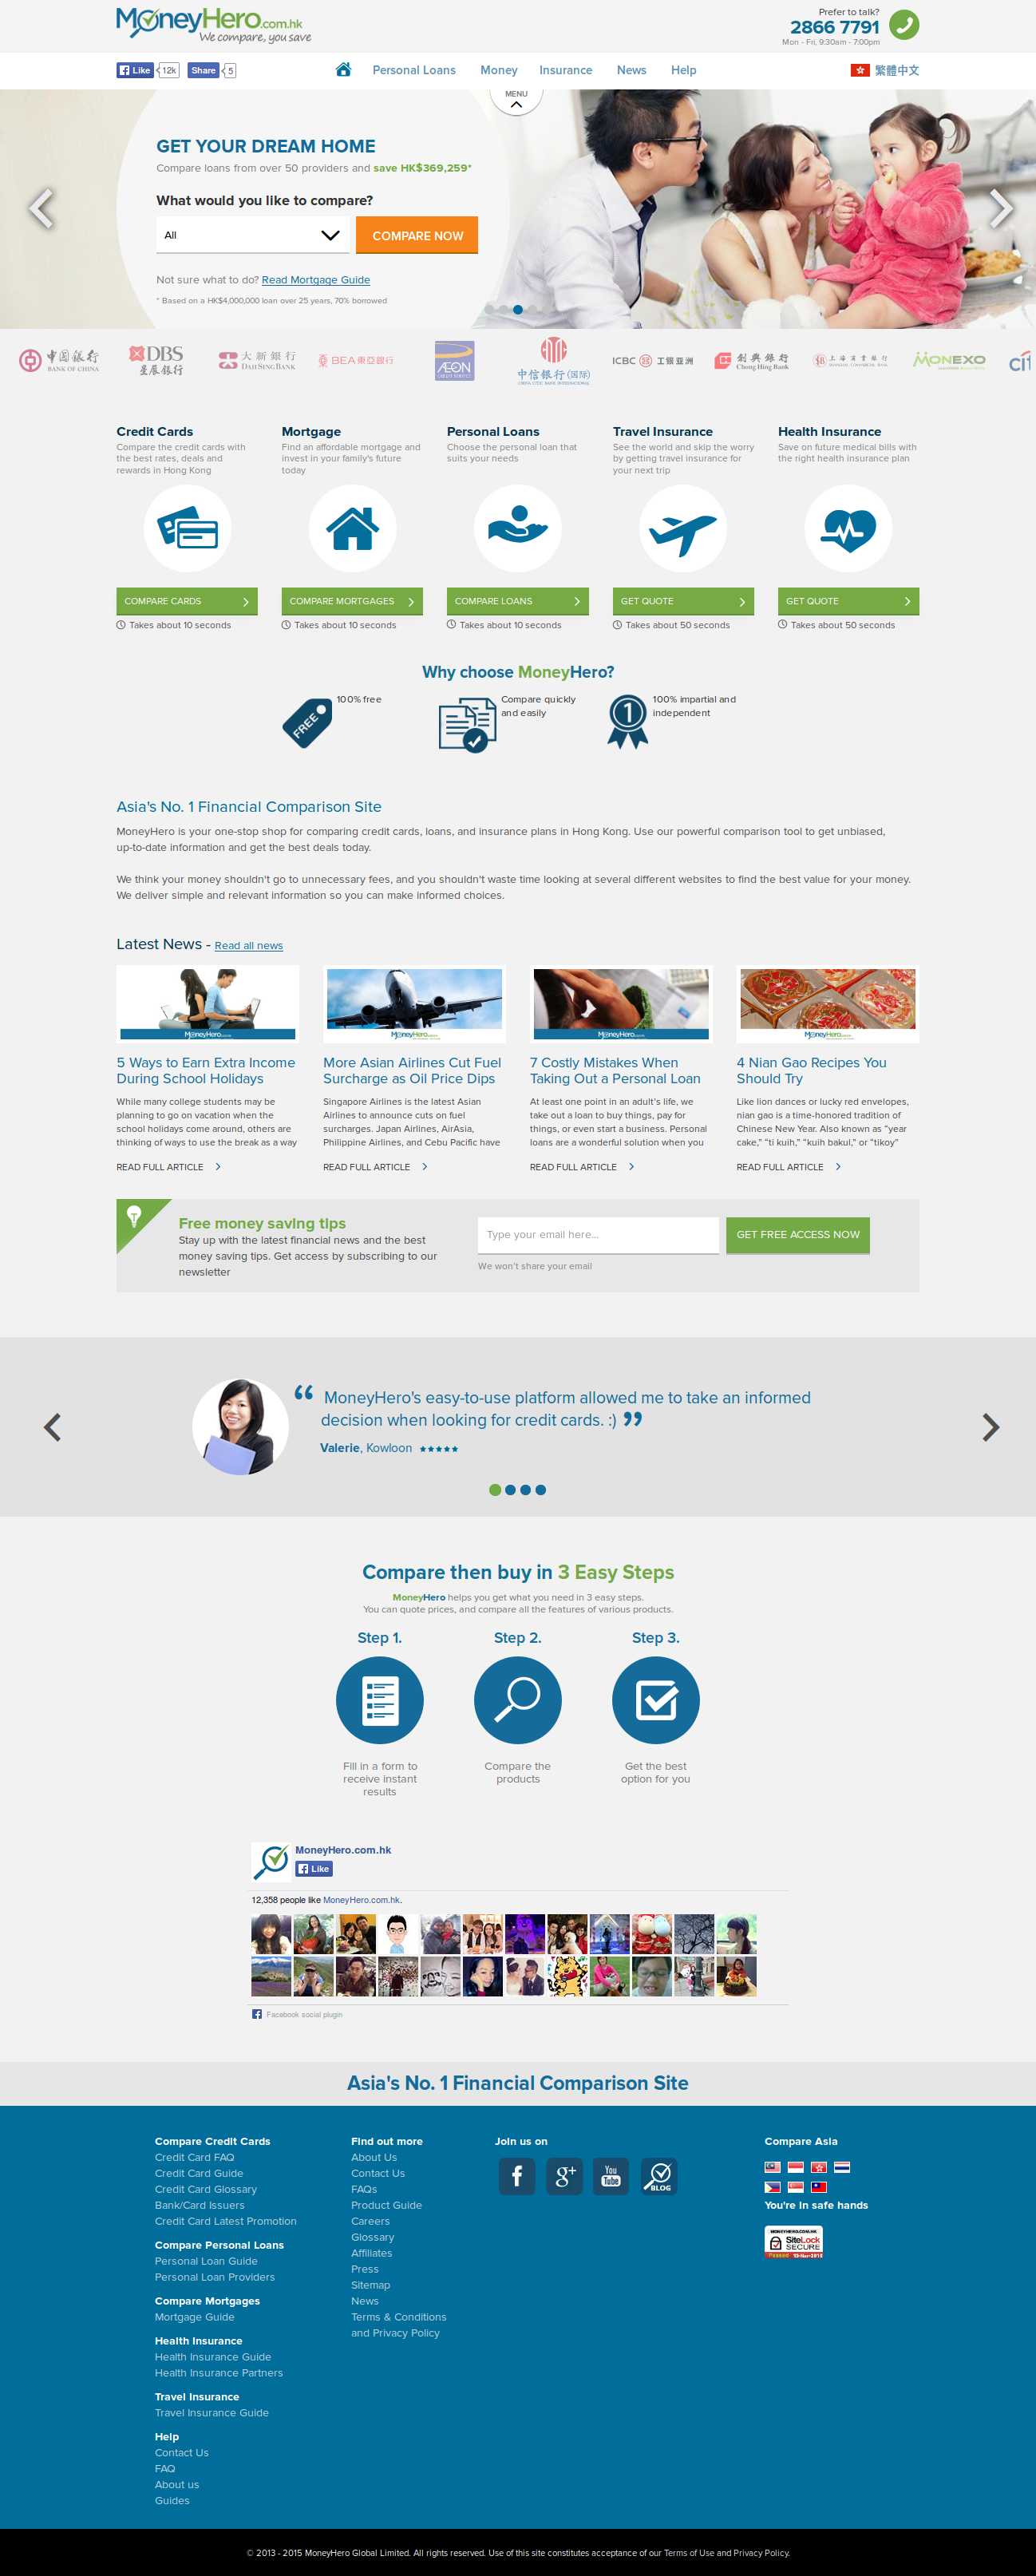 MoneyHero.com.hk
We compare, you save
Prefer to talk?
2866 7791
Mon - Fri, 9:30am - 7:00pm
Like 12k Share 5
Personal Loans Money Insurance News Help
繁體中文
MENU
GET YOUR DREAM HOME
Compare loans from over 50 providers and save HK$369,259*
What would you like to compare?
All
COMPARE NOW
Not sure what to do? Read Mortgage Guide
* Based on a HK$4,000,000 loan over 25 years, 70% borrowed
中國銀行
BANK OF CHINA
DBS
星展銀行
大新銀行
DAH SING BANK
BEA東亞銀行
ÆON
CREDIT SERVICE
中信銀行(国际)
CHINA CITIC BANK INTERNATIONAL
ICBC 工銀亞洲
創興銀行
Chong Hing Bank
上海商業銀行
SHANGHAI COMMERCIAL BANK
MONEXO
citi
Credit Cards
Compare the credit cards with
the best rates, deals and
rewards in Hong Kong
COMPARE CARDS
Takes about 10 seconds
Mortgage
Find an affordable mortgage and
invest in your family's future
today
COMPARE MORTGAGES
Takes about 10 seconds
Personal Loans
Choose the personal loan that
suits your needs
COMPARE LOANS
Takes about 10 seconds
Travel Insurance
See the world and skip the worry
by getting travel insurance for
your next trip
GET QUOTE
Takes about 50 seconds
Health Insurance
Save on future medical bills with
the right health insurance plan
GET QUOTE
Takes about 50 seconds
Why choose MoneyHero?
FREE
100% free
Compare quickly
and easily
1
100% impartial and
independent
Asia's No. 1 Financial Comparison Site
MoneyHero is your one-stop shop for comparing credit cards, loans, and insurance plans in Hong Kong. Use our powerful comparison tool to get unbiased,
up-to-date information and get the best deals today.
We think your money shouldn't go to unnecessary fees, and you shouldn't waste time looking at several different websites to find the best value for your money.
We deliver simple and relevant information so you can make informed choices.
Latest News - Read all news
MoneyHero
5 Ways to Earn Extra Income
During School Holidays
While many college students may be
planning to go on vacation when the
school holidays come around, others are
thinking of ways to use the break as a way
READ FULL ARTICLE
MoneyHero
More Asian Airlines Cut Fuel
Surcharge as Oil Price Dips
Singapore Airlines is the latest Asian
Airlines to announce cuts on fuel
surcharges. Japan Airlines, AirAsia,
Philippine Airlines, and Cebu Pacific have
READ FULL ARTICLE
MoneyHero
7 Costly Mistakes When
Taking Out a Personal Loan
At least one point in an adult's life, we
take out a loan to buy things, pay for
things, or even start a business. Personal
loans are a wonderful solution when you
READ FULL ARTICLE
MoneyHero
4 Nian Gao Recipes You
Should Try
Like lion dances or lucky red envelopes,
nian gao is a time-honored tradition of
Chinese New Year. Also known as "year
cake," "ti kuih," "kuih bakul," or "tikoy"
READ FULL ARTICLE
Free money saving tips
Stay up with the latest financial news and the best
money saving tips. Get access by subscribing to our
newsletter
Type your email here...
GET FREE ACCESS NOW
We won't share your email
“ MoneyHero's easy-to-use platform allowed me to take an informed
decision when looking for credit cards. :) ”
Valerie, Kowloon
Compare then buy in 3 Easy Steps
MoneyHero helps you get what you need in 3 easy steps.
You can quote prices, and compare all the features of various products.
Step 1.
Fill in a form to
receive instant
results
Step 2.
Compare the
products
Step 3.
Get the best
option for you
MoneyHero.com.hk
Like
12,358 people like MoneyHero.com.hk.
Facebook social plugin
Asia's No. 1 Financial Comparison Site
Compare Credit Cards
Credit Card FAQ
Credit Card Guide
Credit Card Glossary
Bank/Card Issuers
Credit Card Latest Promotion
Compare Personal Loans
Personal Loan Guide
Personal Loan Providers
Compare Mortgages
Mortgage Guide
Health Insurance
Health Insurance Guide
Health Insurance Partners
Travel Insurance
Travel Insurance Guide
Help
Contact Us
FAQ
About us
Guides
Find out more
About Us
Contact Us
FAQs
Product Guide
Careers
Glossary
Affiliates
Press
Sitemap
News
Terms & Conditions
and Privacy Policy
Join us on
f
g+
You Tube
BLOG
Compare Asia
You're In safe hands
MONEYHERO.COM.HK
SiteLock
SECURE
Passed 13-Mar-2015
© 2013 - 2015 MoneyHero Global Limited. All rights reserved. Use of this site constitutes acceptance of our Terms of Use and Privacy Policy.